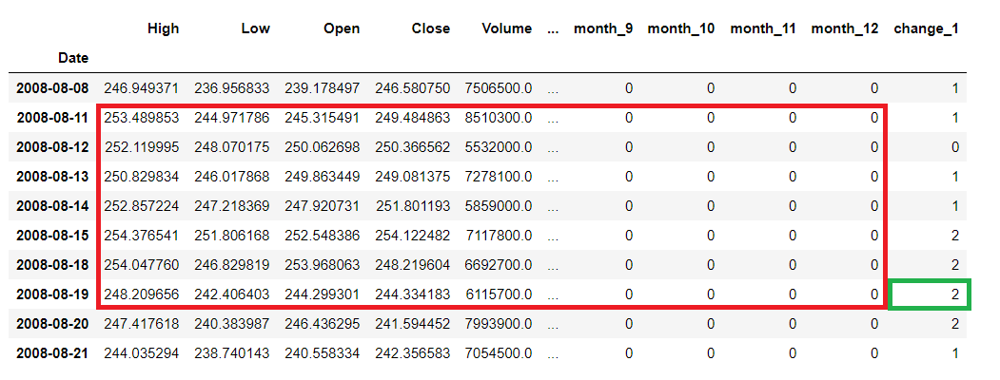 High Low Open Close Volume ... month_9 month_10 month_11 month_12 change_1
Date
2008-08-08 246.949371 236.956833 239.178497 246.580750 7506500.0 ... 0 0 0 0 1
2008-08-11 253.489853 244.971786 245.315491 249.484863 8510300.0 ... 0 0 0 0 1
2008-08-12 252.119995 248.070175 250.062698 250.366562 5532000.0 ... 0 0 0 0 0
2008-08-13 250.829834 246.017868 249.863449 249.081375 7278100.0 ... 0 0 0 0 1
2008-08-14 252.857224 247.218369 247.920731 251.801193 5859000.0 ... 0 0 0 0 1
2008-08-15 254.376541 251.806168 252.548386 254.122482 7117800.0 ... 0 0 0 0 2
2008-08-18 254.047760 246.829819 253.968063 248.219604 6692700.0 ... 0 0 0 0 2
2008-08-19 248.209656 242.406403 244.299301 244.334183 6115700.0 ... 0 0 0 0 2
2008-08-20 247.417618 240.383987 246.436295 241.594452 7993900.0 ... 0 0 0 0 2
2008-08-21 244.035294 238.740143 240.558334 242.356583 7054500.0 ... 0 0 0 0 1